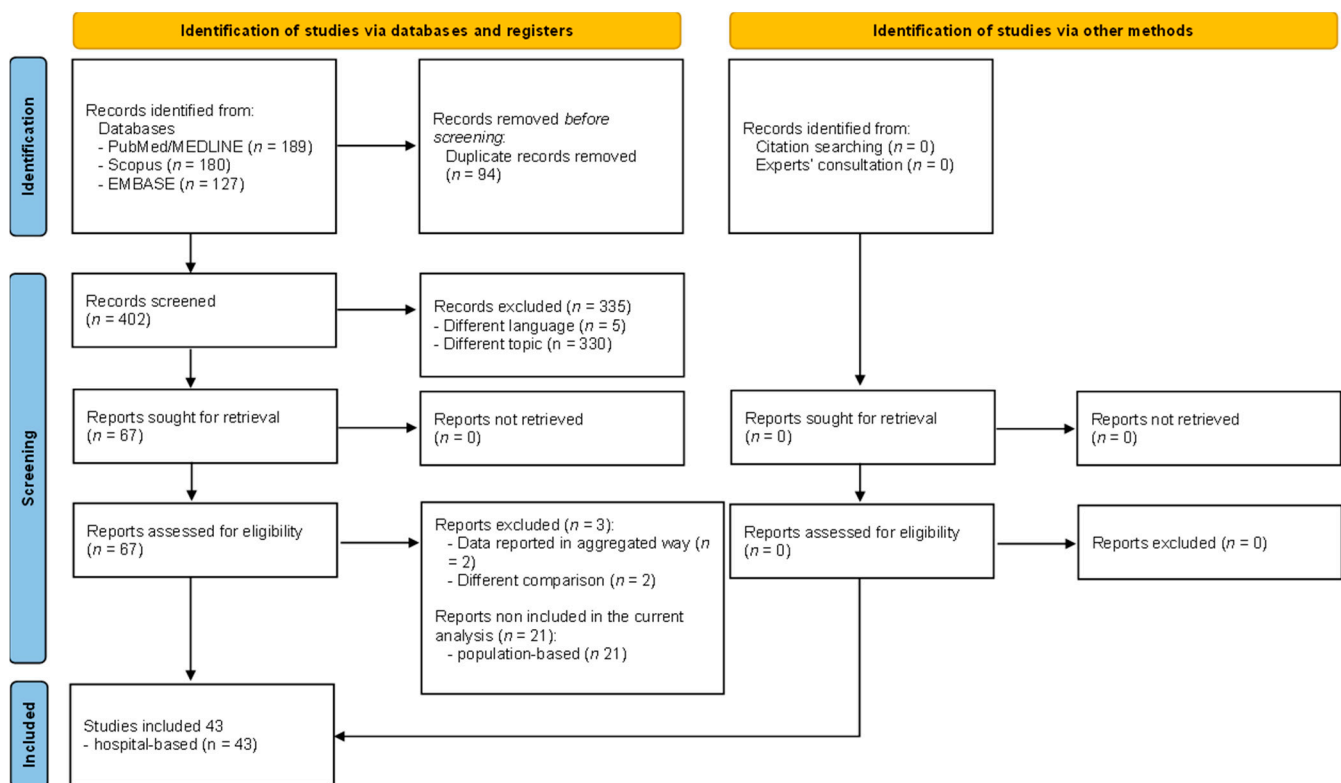 Identification of studies via databases and registers
Identification of studies via other methods
Identification
Records identified from:
Databases
- PubMed/MEDLINE (n = 189)
- Scopus (n = 180)
- EMBASE (n = 127)
Records removed before
screening:
Duplicate records removed
(n = 94)
Records identified from:
Citation searching (n = 0)
Experts' consultation (n = 0)
Screening
Records screened
(n = 402)
Records excluded (n = 335)
- Different language (n = 5)
- Different topic (n = 330)
Reports sought for retrieval
(n = 67)
Reports not retrieved
(n = 0)
Reports sought for retrieval
(n = 0)
Reports not retrieved
(n = 0)
Reports assessed for eligibility
(n = 67)
Reports excluded (n = 3):
- Data reported in aggregated way (n
= 2)
- Different comparison (n = 2)
Reports non included in the current
analysis (n = 21):
- population-based (n 21)
Reports assessed for eligibility
(n = 0)
Reports excluded (n = 0)
Included
Studies included 43
- hospital-based (n = 43)